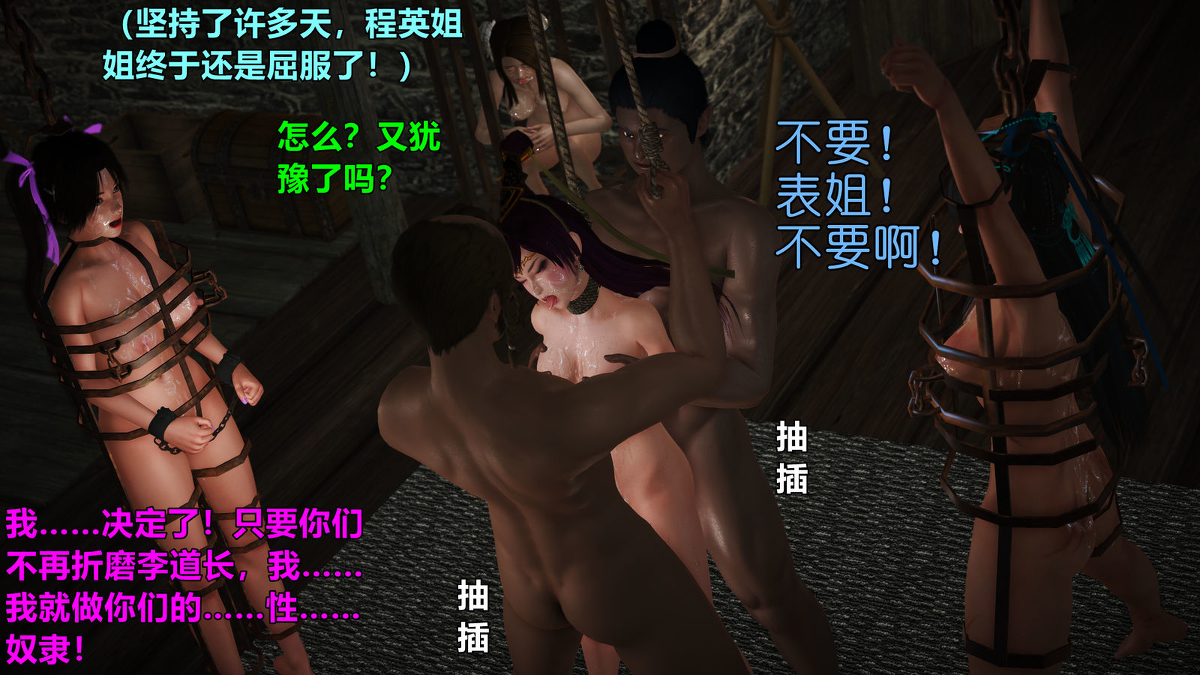 （坚持了许多天，程英姐
姐终于还是屈服了！）
怎么？又犹
豫了吗？
不要！
表姐！
不要啊！
抽
插
我……决定了！只要你们
不再折磨李道长，我……
我就做你们的……性……
奴隶！
抽
插